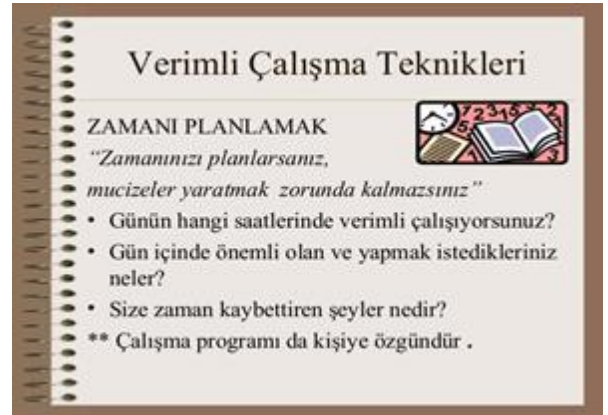 Verimli Çalışma Teknikleri
ZAMANI PLANLAMAK
“Zamanınızı planlarsanız,
mucizeler yaratmak zorunda kalmazsınız”
• Günün hangi saatlerinde verimli çalışıyorsunuz?
• Gün içinde önemli olan ve yapmak istedikleriniz
neler?
• Size zaman kaybettiren şeyler nedir?
** Çalışma programı da kişiye özgündür .